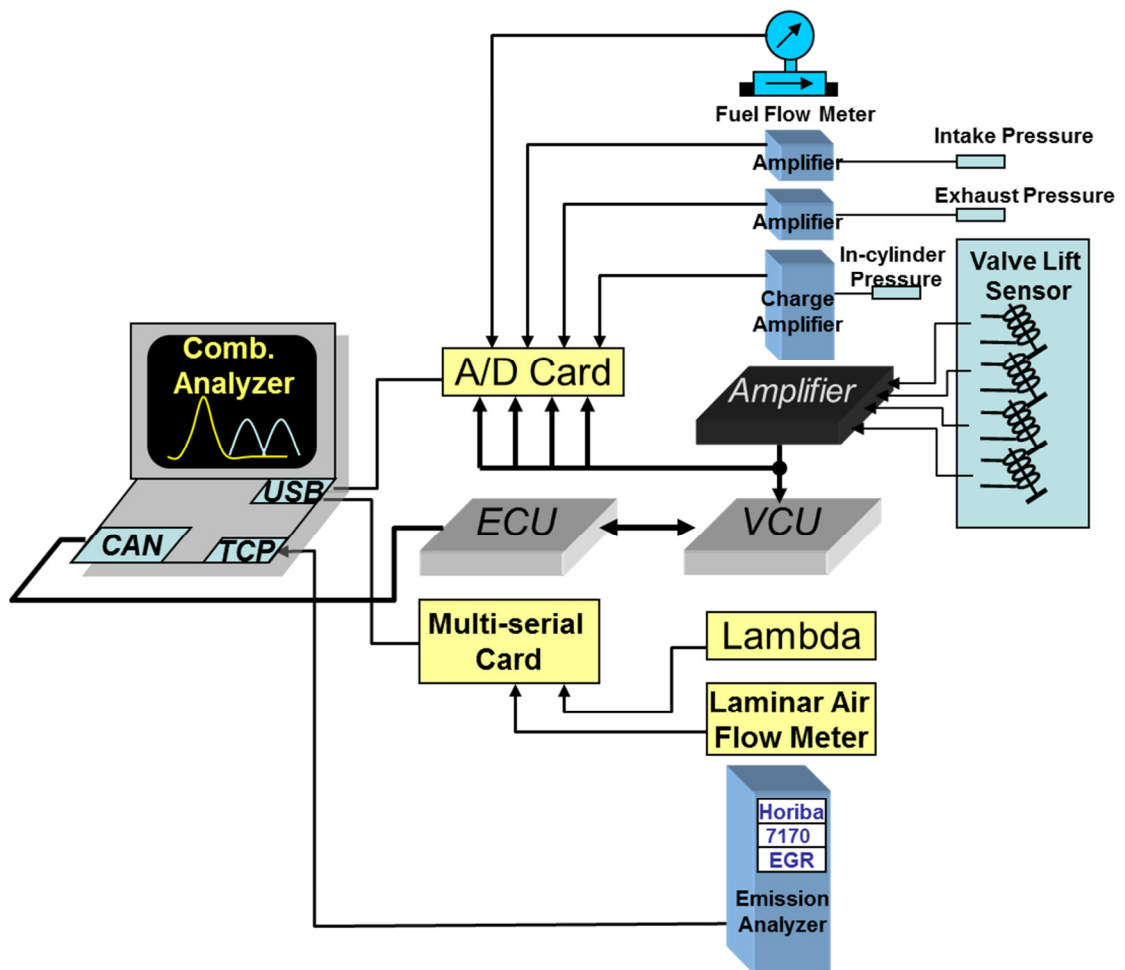 Fuel Flow Meter
Intake Pressure
Amplifier
Exhaust Pressure
Amplifier
In-cylinder
Pressure
Charge
Amplifier
Valve Lift
Sensor
Comb.
Analyzer
A/D Card
Amplifier
USB
CAN
TCP
ECU
VCU
Multi-serial
Card
Lambda
Laminar Air
Flow Meter
Horiba
7170
EGR
Emission
Analyzer